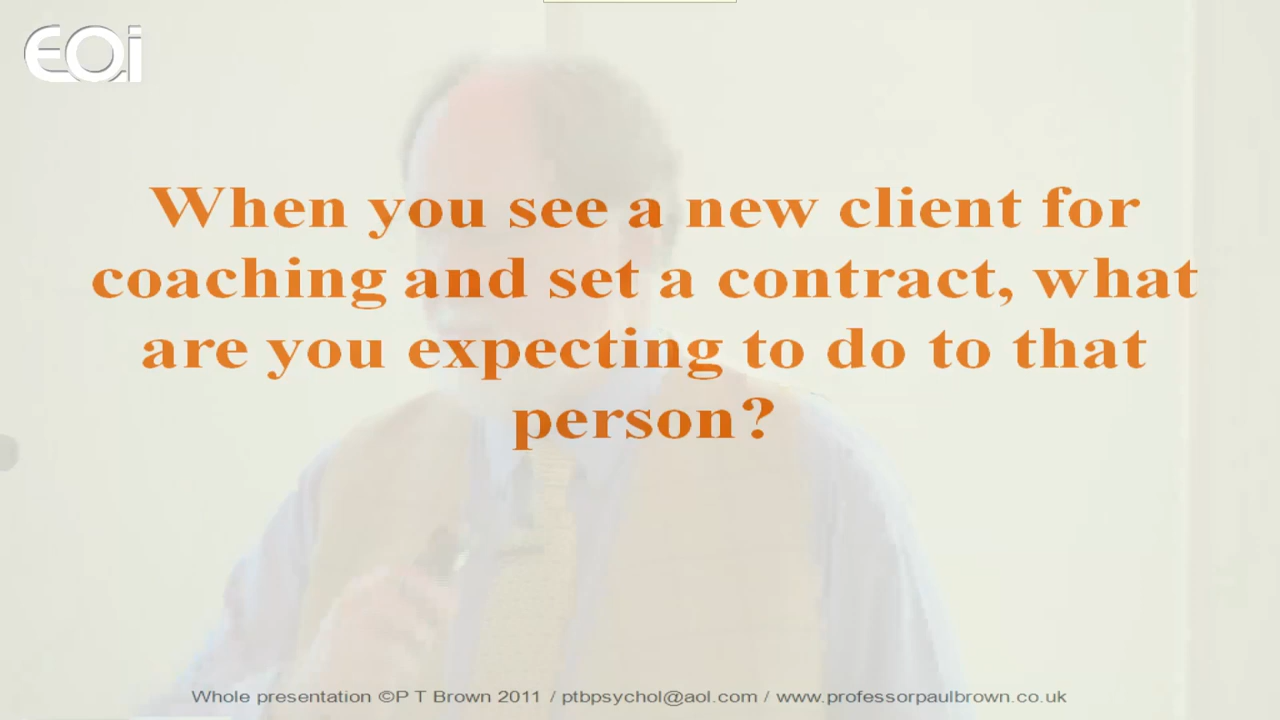 EQi
When you see a new client for
coaching and set a contract, what
are you expecting to do to that
person?
Whole presentation ©P T Brown 2011 / ptbpsychol@aol.com / www.professorpaulbrown.co.uk